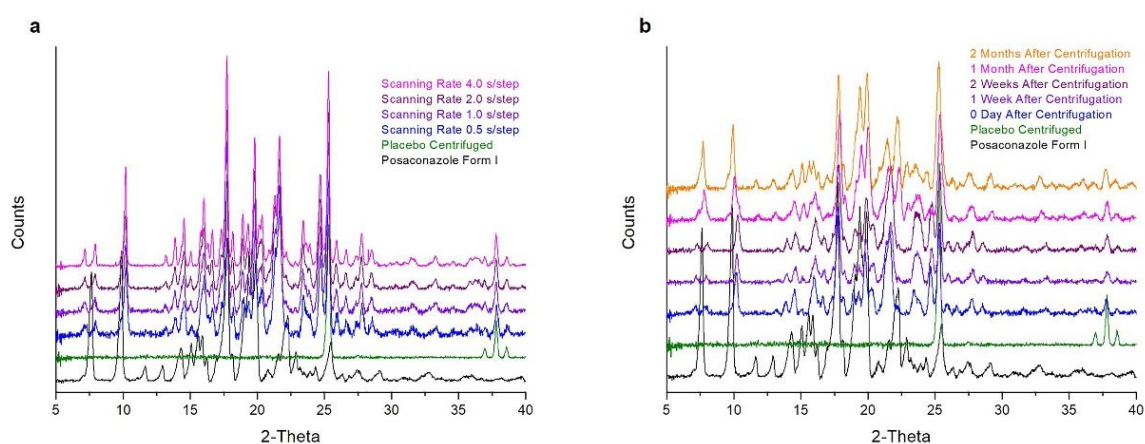 a
Scanning Rate 4.0 s/step
Scanning Rate 2.0 s/step
Scanning Rate 1.0 s/step
Scanning Rate 0.5 s/step
Placebo Centrifuged
Posaconazole Form I
Counts
5 10 15 20 25 30 35 40
2-Theta
b
2 Months After Centrifugation
1 Month After Centrifugation
2 Weeks After Centrifugation
1 Week After Centrifugation
0 Day After Centrifugation
Placebo Centrifuged
Posaconazole Form I
Counts
5 10 15 20 25 30 35 40
2-Theta